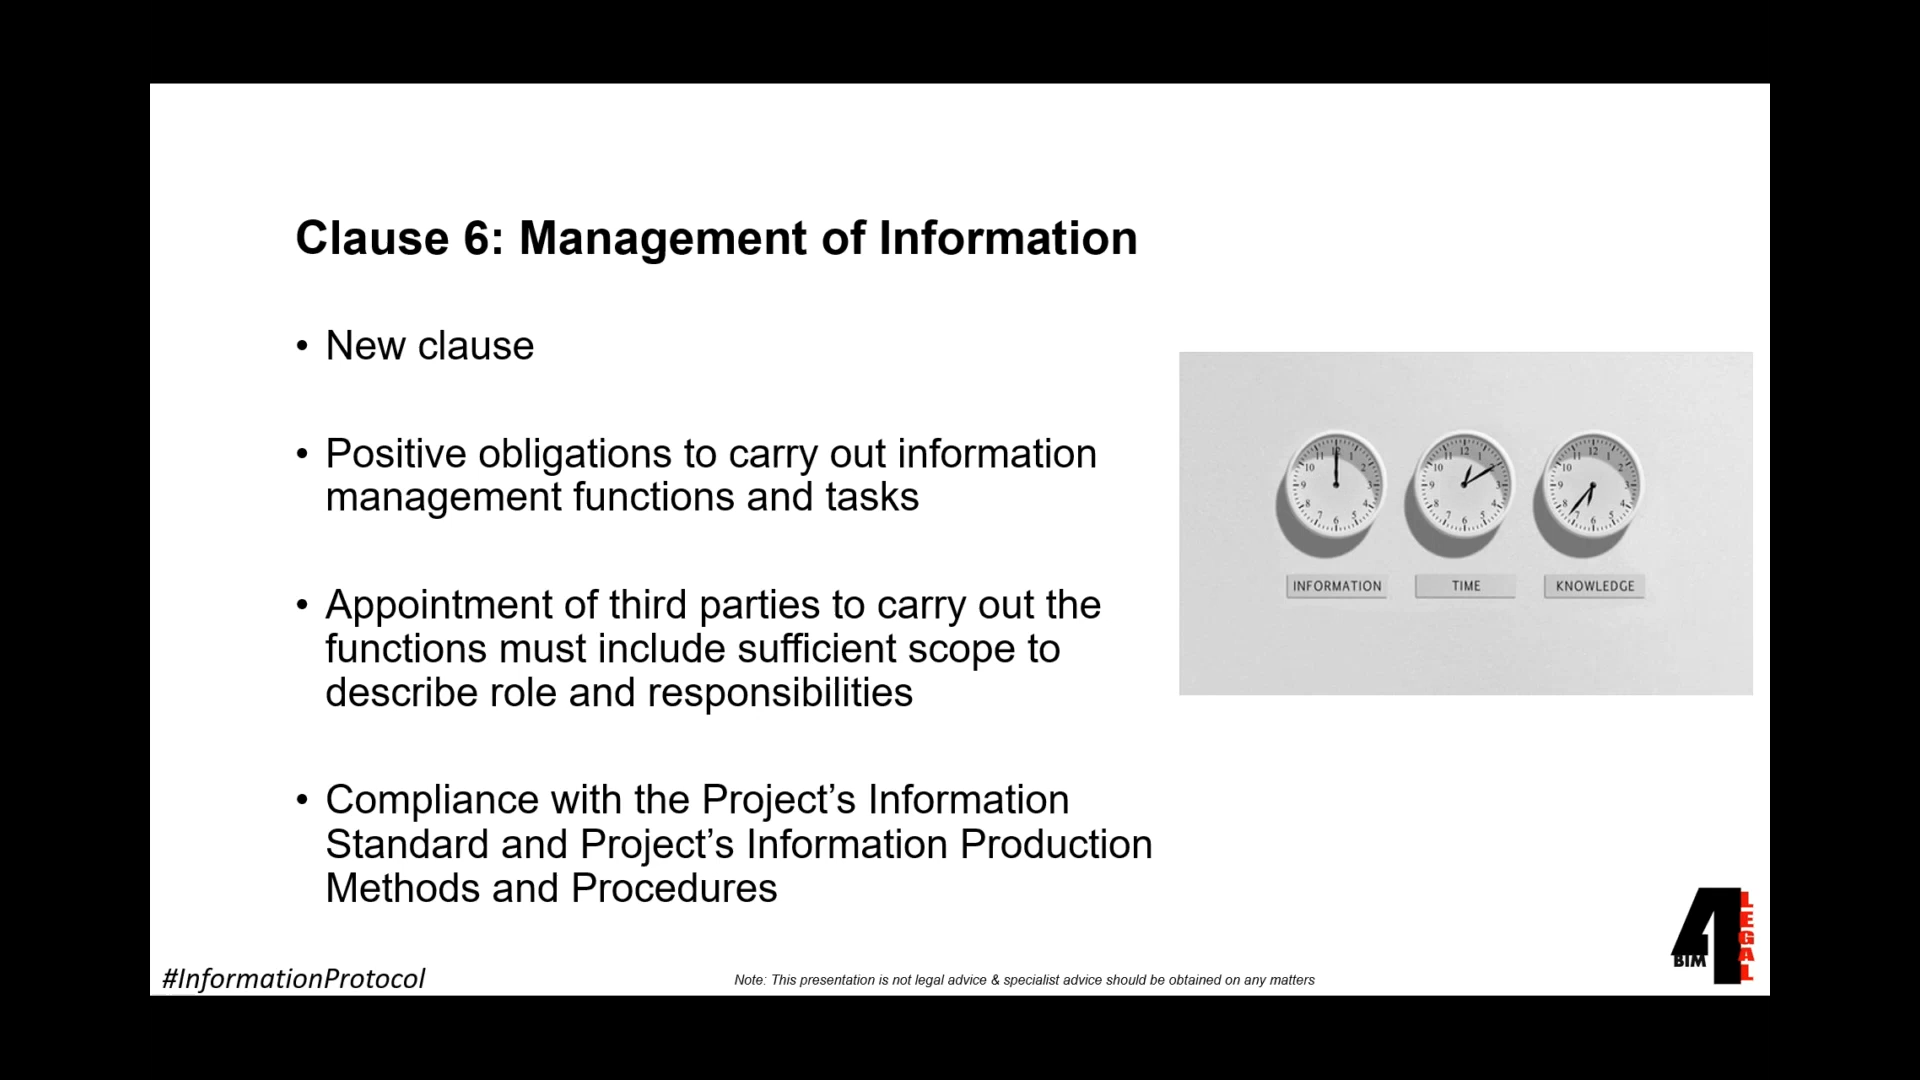 Clause 6: Management of Information
• New clause
• Positive obligations to carry out information
management functions and tasks
• Appointment of third parties to carry out the
functions must include sufficient scope to
describe role and responsibilities
• Compliance with the Project’s Information
Standard and Project’s Information Production
Methods and Procedures
INFORMATION
TIME
KNOWLEDGE
#InformationProtocol
Note: This presentation is not legal advice & specialist advice should be obtained on any matters
BIM
4
LEGAL